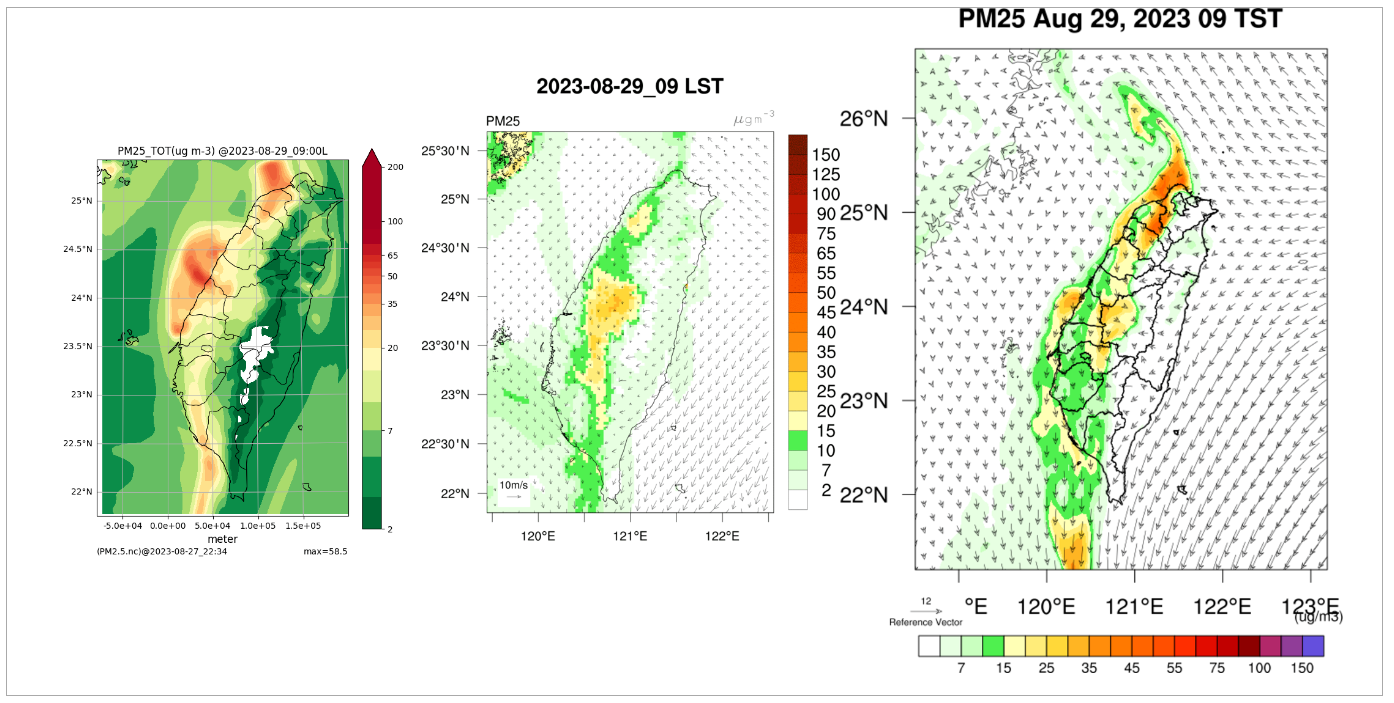 PM25_TOT(ug m-3) @2023-08-29_09:00L
25°N
24.5°N
24°N
23.5°N
23°N
22.5°N
22°N
-5.0e+04 0.0e+00 5.0e+04 1.0e+05 1.5e+05
meter
(PM2.5.nc)@2023-08-27_22:34 max=58.5
200
100
65
50
35
20
7
2
2023-08-29_09 LST
PM25 μg m⁻³
25°30'N
25°N
24°30'N
24°N
23°30'N
23°N
22°30'N
22°N
10m/s
120°E 121°E 122°E
150
125
100
90
75
65
55
50
45
40
35
30
25
20
15
10
7
2
PM25 Aug 29, 2023 09 TST
26°N
25°N
24°N
23°N
22°N
°E 120°E 121°E 122°E 123°E
12
Reference Vector
(ug/m3)
7 15 25 35 45 55 75 100 150